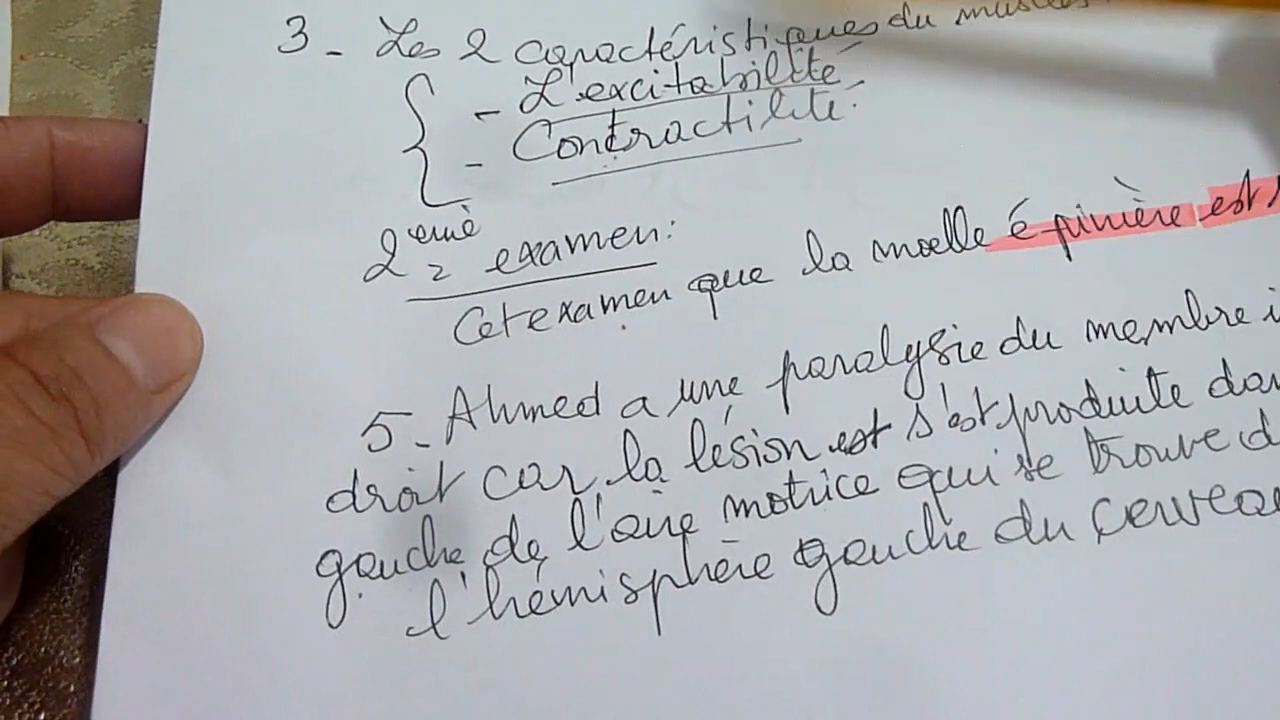 3 - Les 2 caractéristiques du muscles
- L'excitabilité.
- Contractilité.
2ème examen:
Cet examen que la moelle épinière est
5 - Ahmed a une paralysie du membre i
droit car la lésion est s'est produite dan
gauche de l'aire motrice qui se trouve d
l'hémisphère gauche du cerveau